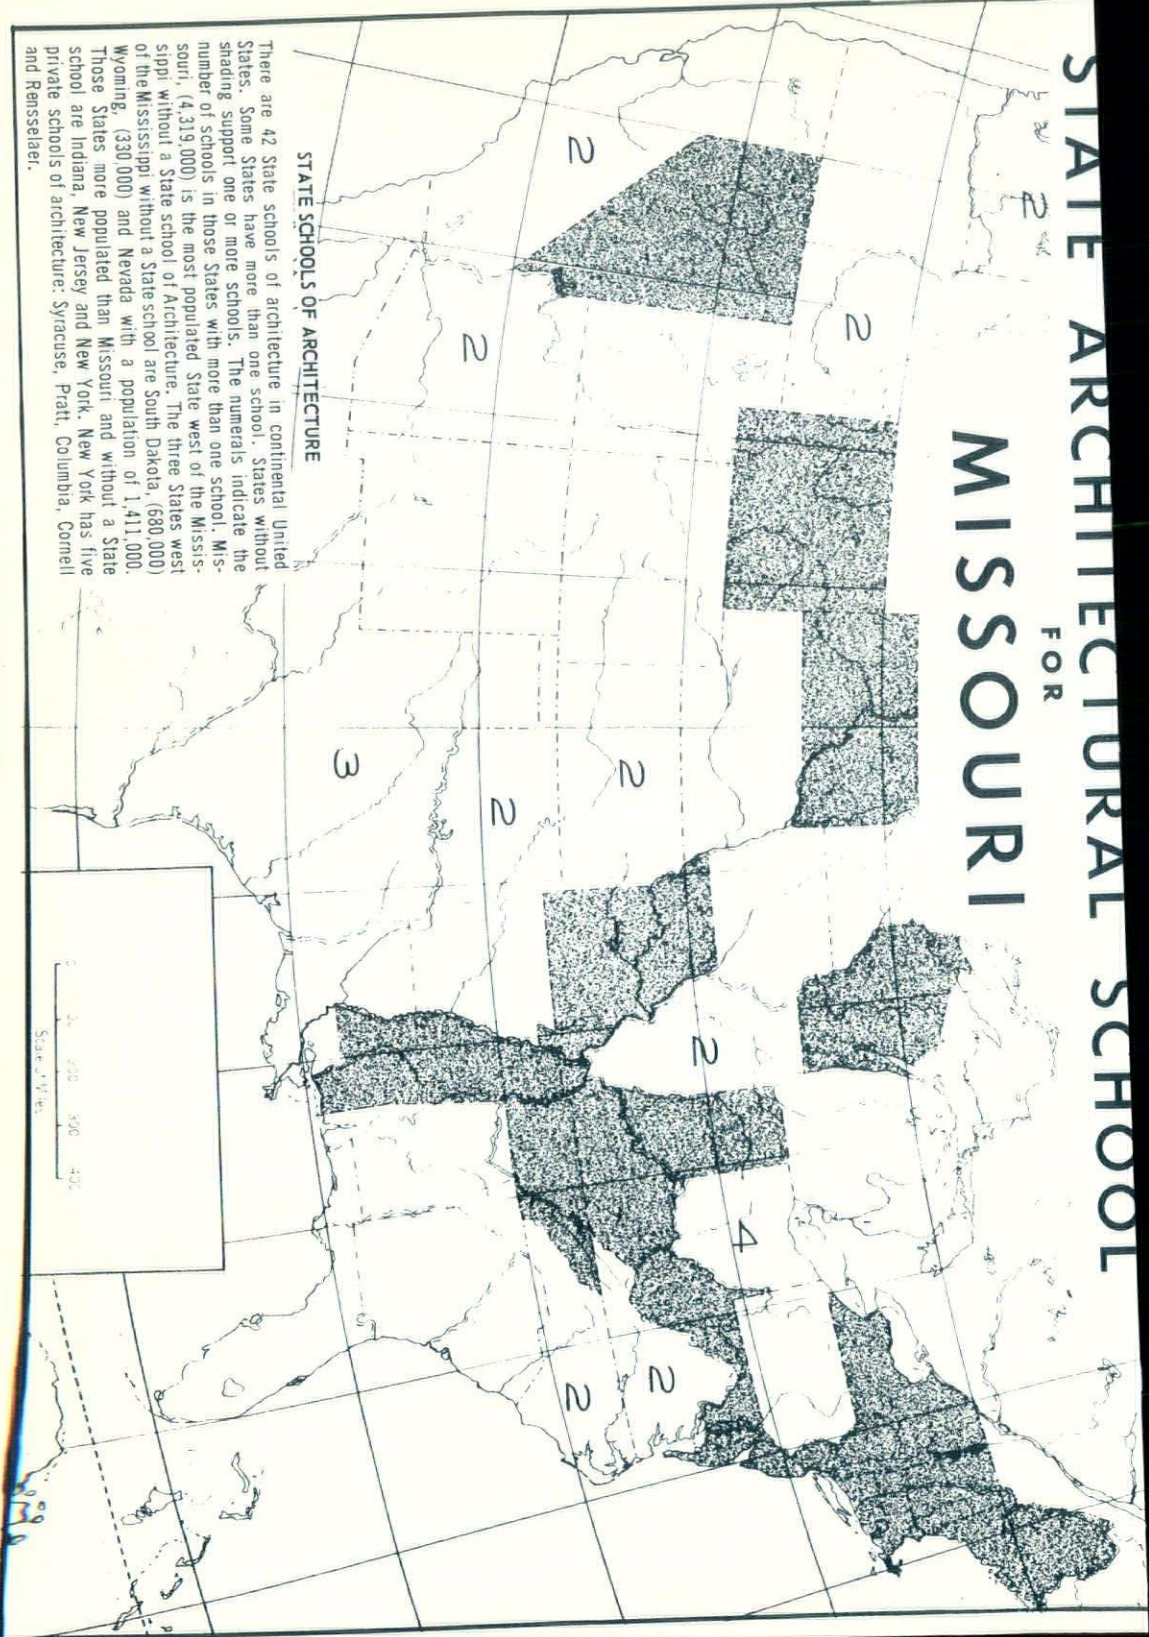 STATE ARCHITECTURAL SCHOOL
FOR
MISSOURI
2
2
2
2
2
2
3
2
4
2
2
STATE SCHOOLS OF ARCHITECTURE
There are 42 State schools of architecture in continental United
States. Some States have more than one school. States without
shading support one or more schools. The numerals indicate the
number of schools in those States with more than one school. Mis-
souri, (4,319,000) is the most populated State west of the Missis-
sippi without a State school of Architecture. The three States west
of the Mississippi without a State school are South Dakota, (680,000)
Wyoming, (330,000) and Nevada with a population of 1,411,000.
Those States more populated than Missouri and without a State
school are Indiana, New Jersey and New York. New York has five
private schools of architecture: Syracuse, Pratt, Columbia, Cornell
and Rensselaer.
400
Scale of Miles